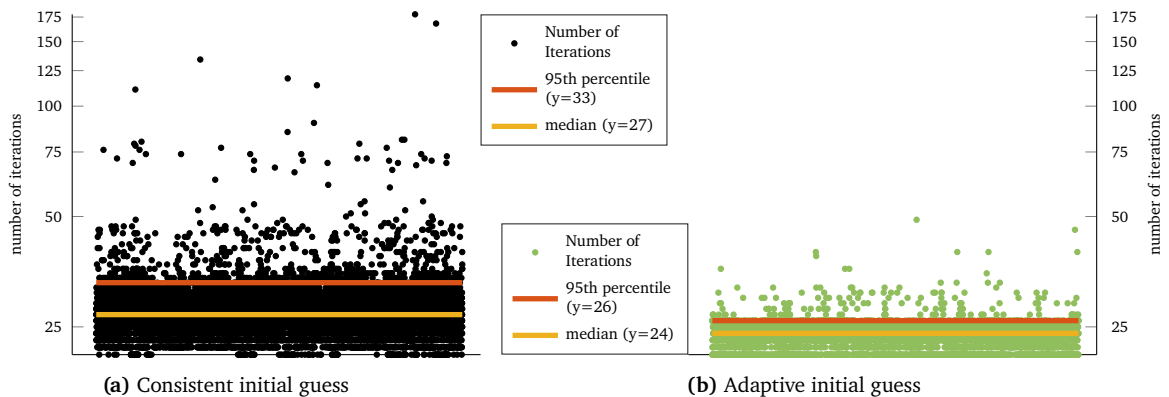 175
150
125
100
75
50
25
number of iterations
Number of
Iterations
95th percentile
(y=33)
median (y=27)
Number of
Iterations
95th percentile
(y=26)
median (y=24)
175
150
125
100
75
50
25
number of iterations
(a) Consistent initial guess
(b) Adaptive initial guess